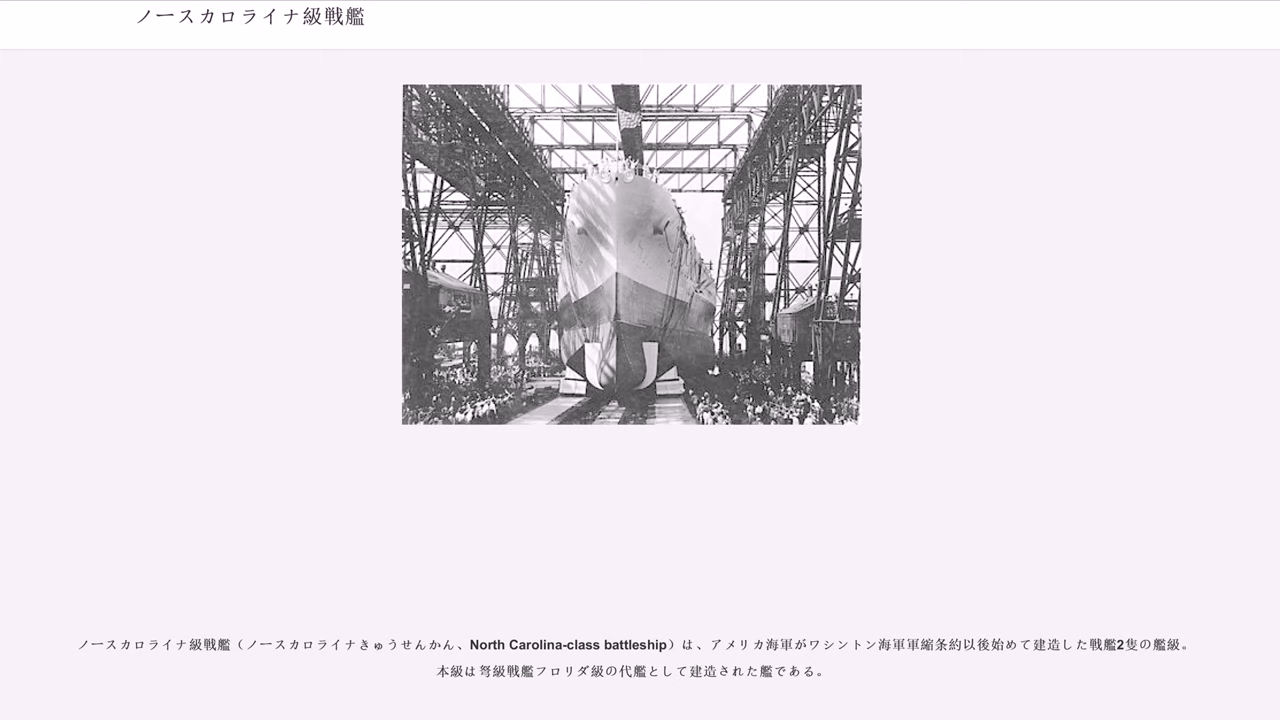 ノースカロライナ級戦艦
ノースカロライナ級戦艦（ノースカロライナきゅうせんかん、North Carolina-class battleship）は、アメリカ海軍がワシントン海軍軍縮条約以後始めて建造した戦艦2隻の艦級。
本級は弩級戦艦フロリダ級の代艦として建造された艦である。